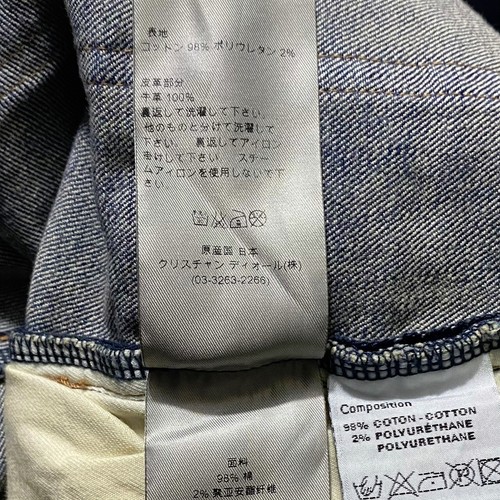 表地
コットン 98% ポリウレタン 2%
皮革部分
牛革 100%
裏返して洗濯して下さい。
他のものと分けて洗濯して
下さい。 裏返してアイロン
掛けして下さい。 スチー
ムアイロンを使用しないで下
さい。
原産国 日本
クリスチャン ディオール(株)
(03-3263-2266)
面料
98% 棉
2% 聚亚安酯纤维
Composition
98% COTON - COTTON
2% POLYURÉTHANE
POLYURETHANE